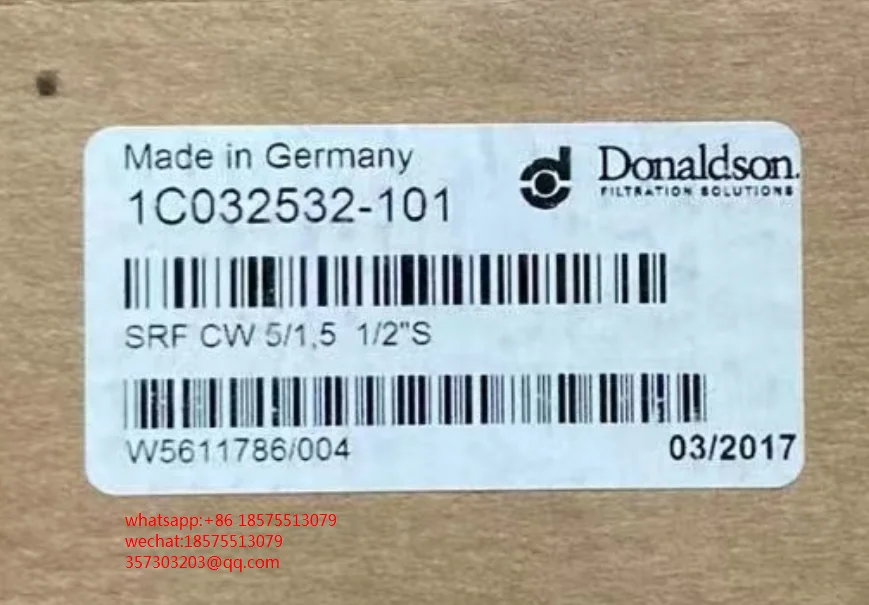 Made in Germany
1C032532-101
Donaldson.
FILTRATION SOLUTIONS
SRF CW 5/1,5 1/2"S
W5611786/004
03/2017
whatsapp:+86 18575513079
wechat:18575513079
357303203@qq.com